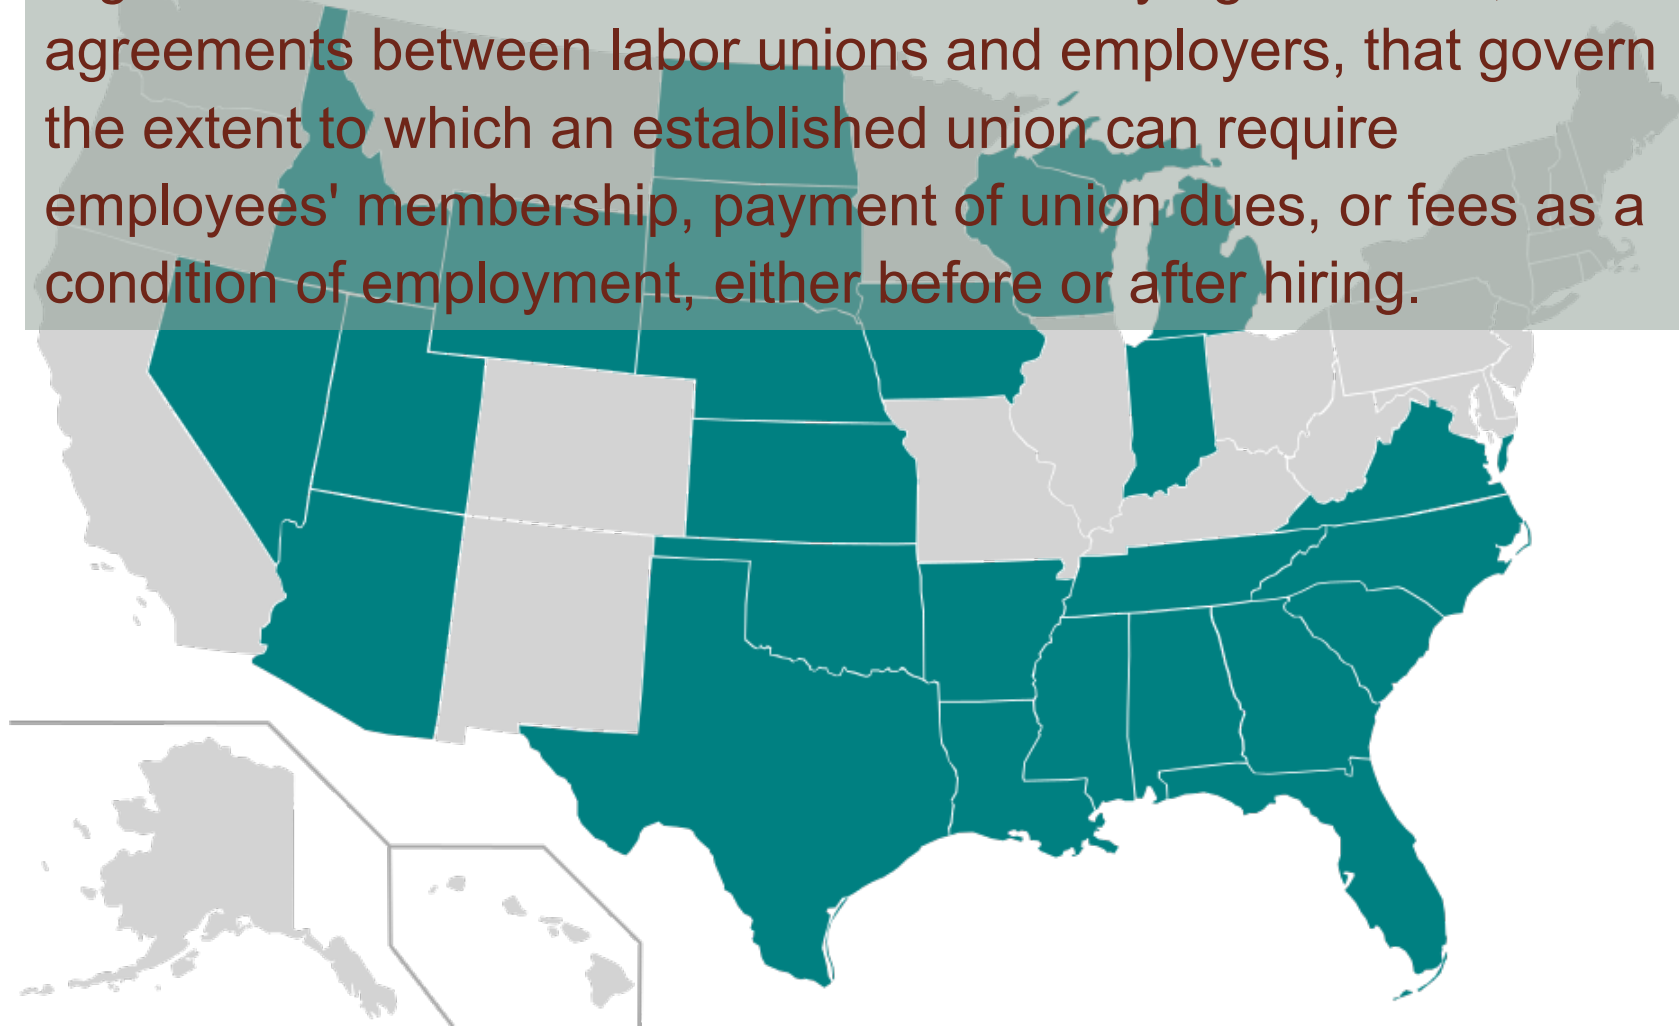 agreements between labor unions and employers, that govern
the extent to which an established union can require
employees' membership, payment of union dues, or fees as a
condition of employment, either before or after hiring.